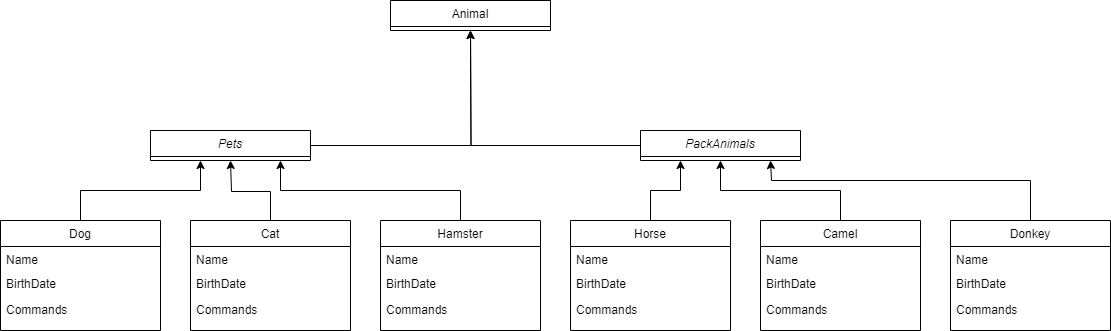 Animal
Pets
PackAnimals
Dog
Name
BirthDate
Commands
Cat
Name
BirthDate
Commands
Hamster
Name
BirthDate
Commands
Horse
Name
BirthDate
Commands
Camel
Name
BirthDate
Commands
Donkey
Name
BirthDate
Commands